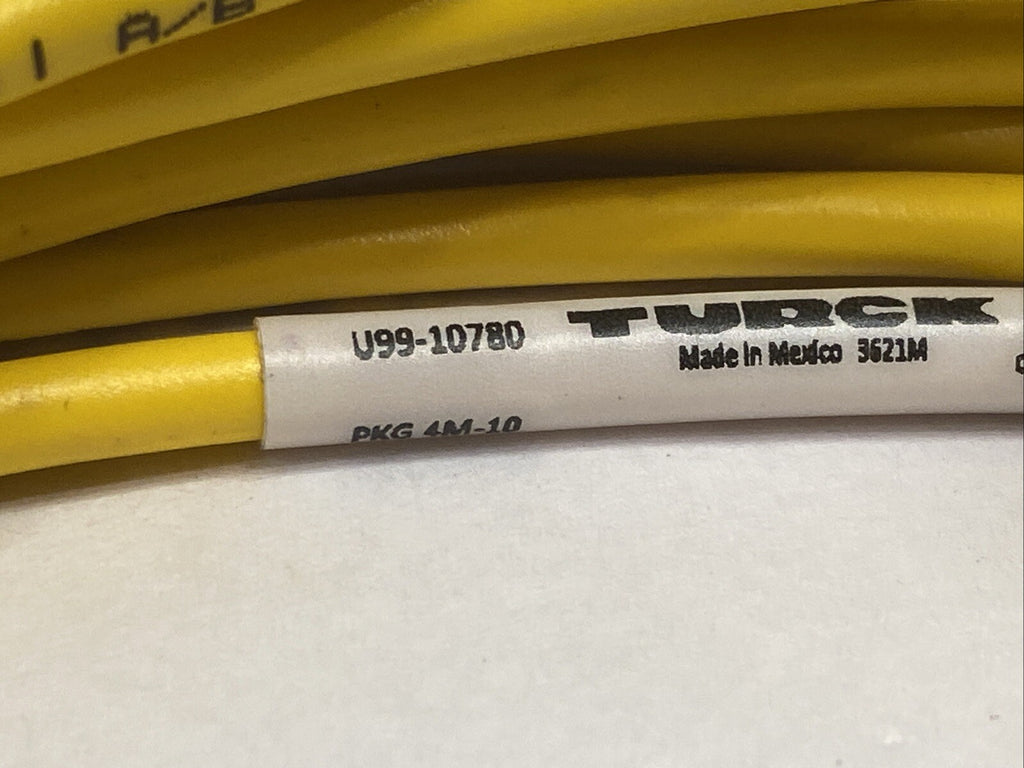 A/B
U99-10780
TURCK
Made in Mexico 3621M
PKG 4M-10